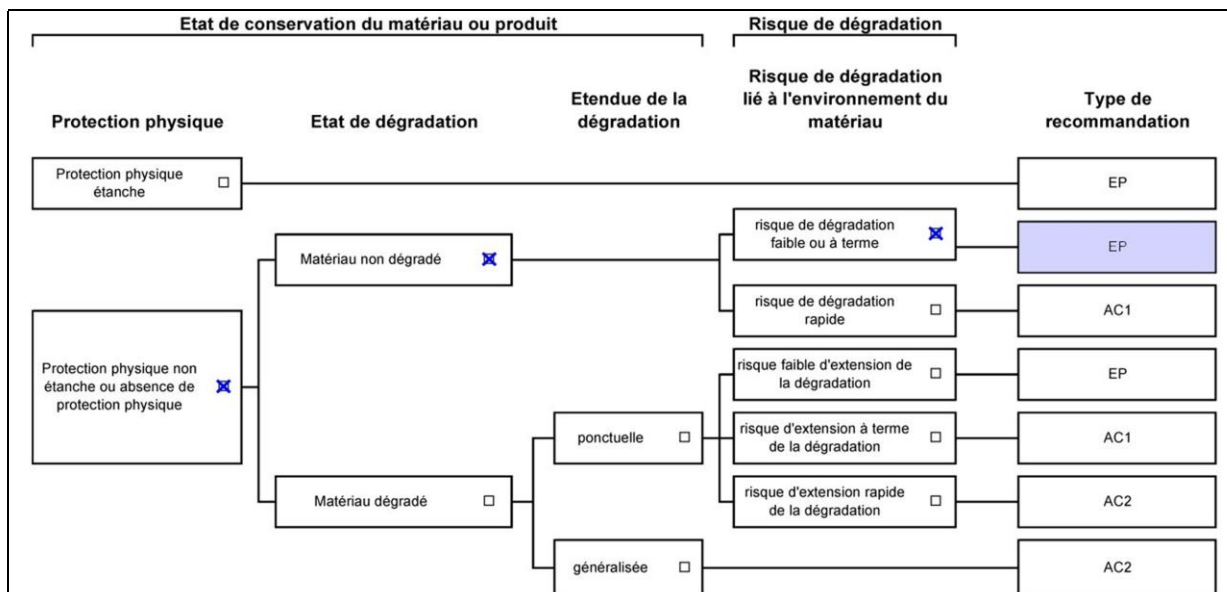 Etat de conservation du matériau ou produit
Risque de dégradation
Protection physique
Etat de dégradation
Etendue de la
dégradation
Risque de dégradation
lié à l'environnement du
matériau
Type de
recommandation
Protection physique
étanche
EP
Protection physique non
étanche ou absence de
protection physique
Matériau non dégradé
risque de dégradation
faible ou à terme
EP
risque de dégradation
rapide
AC1
Matériau dégradé
ponctuelle
risque faible d'extension de
la dégradation
EP
risque d'extension à terme
de la dégradation
AC1
risque d'extension rapide
de la dégradation
AC2
généralisée
AC2